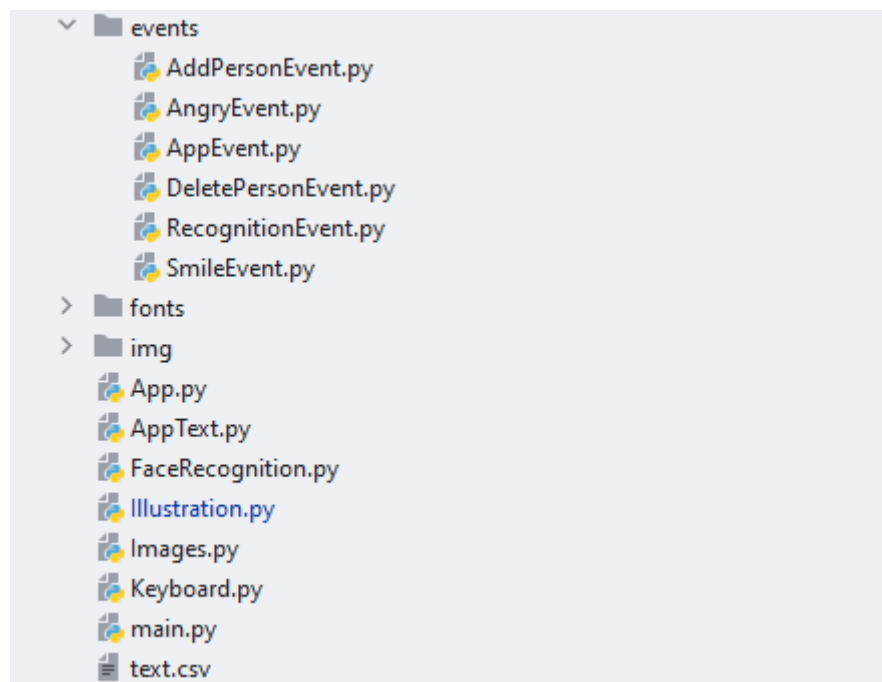 events
AddPersonEvent.py
AngryEvent.py
AppEvent.py
DeletePersonEvent.py
RecognitionEvent.py
SmileEvent.py
fonts
img
App.py
AppText.py
FaceRecognition.py
Illustration.py
Images.py
Keyboard.py
main.py
text.csv